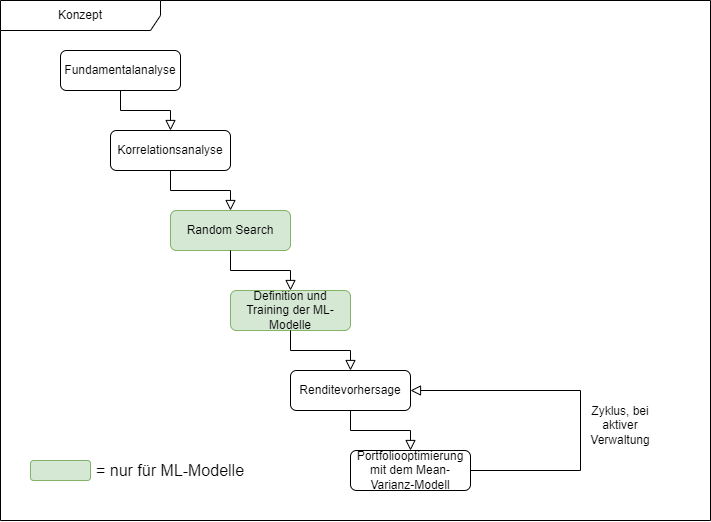 Konzept
Fundamentalanalyse
Korrelationsanalyse
Random Search
Definition und
Training der ML-
Modelle
Renditevorhersage
Zyklus, bei
aktiver
Verwaltung
Portfoliooptimierung
mit dem Mean-
Varianz-Modell
= nur für ML-Modelle